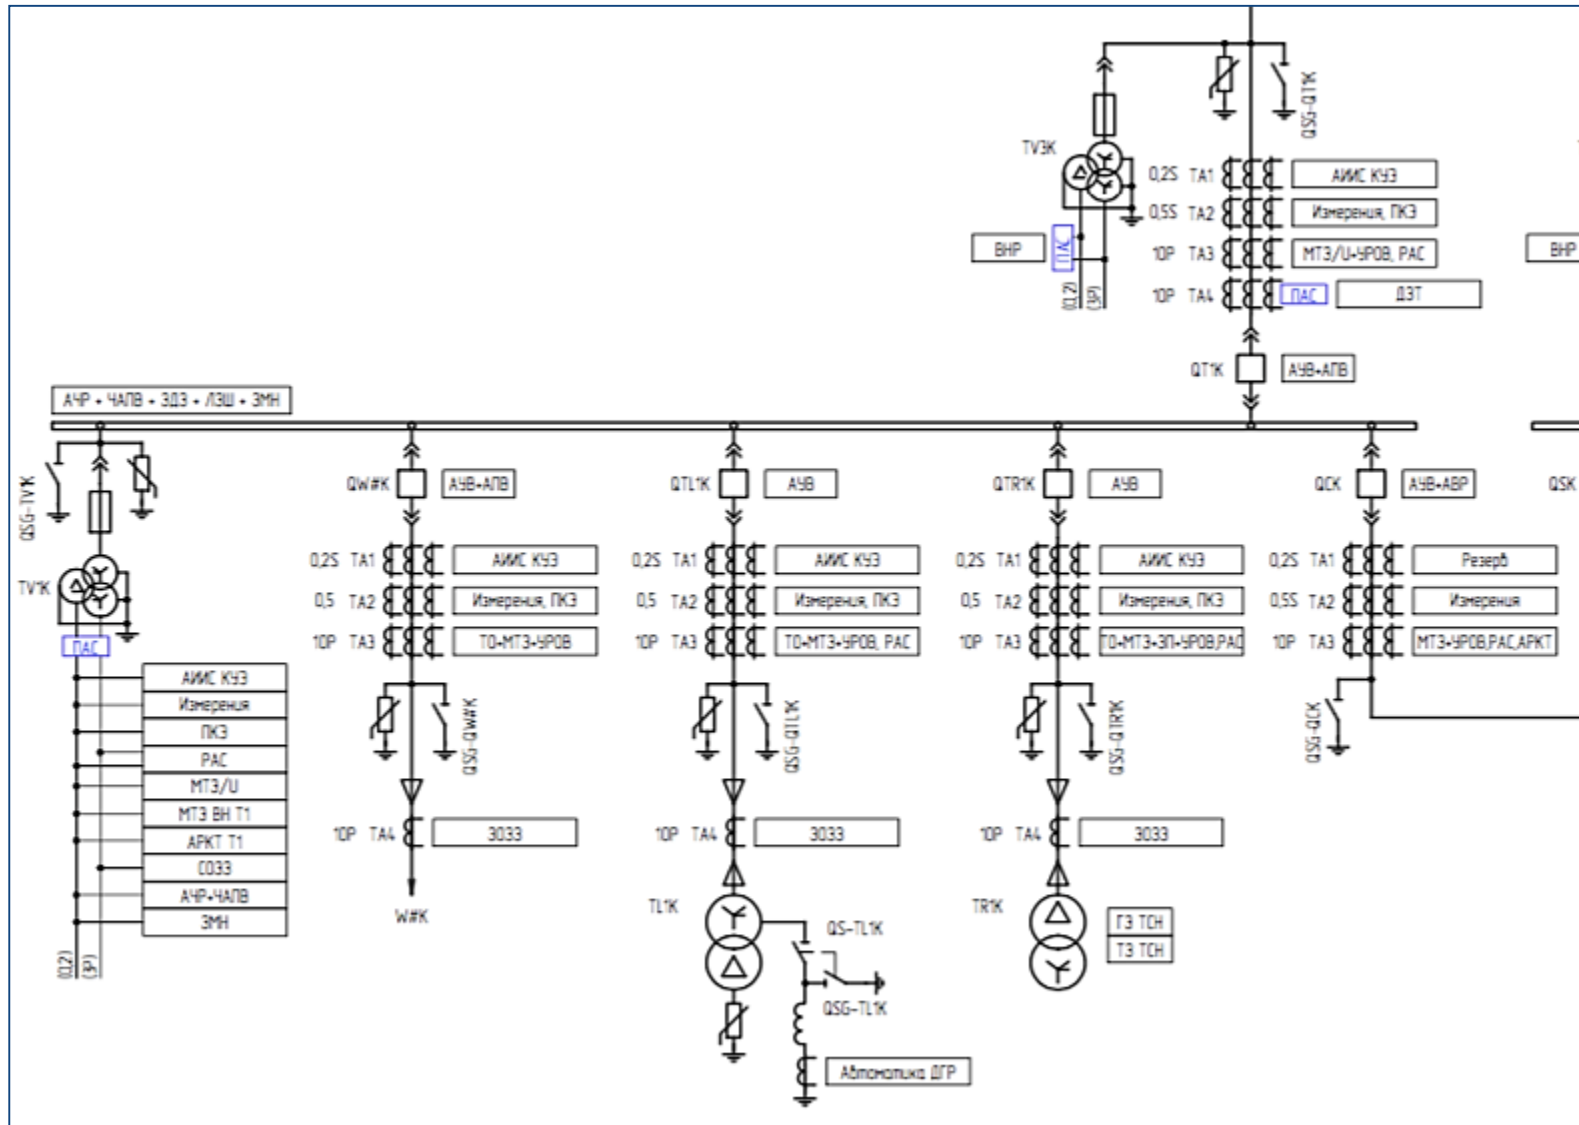 QSG-QT1K
TV3K
0,2S TA1 АИИС КУЭ
0,5S TA2 Измерения, ПКЭ
ВНР
ПАС
10P TA3 МТЗ/U+УРОВ, РАС
ВНР
10P TA4 ПАС ДЗТ
(0,2)
(3P)
QT1K АУВ+АПВ
АЧР + ЧАПВ + ЗДЗ + ЛЗШ + ЗМН
QSG-TV1K
QW#K АУВ+АПВ
QTL1K АУВ
QTR1K АУВ
QCK АУВ+АВР
QSK
TV1K
0,2S TA1 АИИС КУЭ
0,2S TA1 АИИС КУЭ
0,2S TA1 АИИС КУЭ
0,2S TA1 Резерв
0,5 TA2 Измерения, ПКЭ
0,5 TA2 Измерения, ПКЭ
0,5 TA2 Измерения, ПКЭ
0,5S TA2 Измерения
10P TA3 ТО+МТЗ+УРОВ
10P TA3 ТО+МТЗ+УРОВ, РАС
10P TA3 ТО+МТЗ+ЗП+УРОВ,РАС
10P TA3 МТЗ+УРОВ,РАС,АРКТ
ПАС
АИИС КУЭ
Измерения
ПКЭ
РАС
МТЗ/U
МТЗ ВН Т1
АРКТ Т1
СОЗЗ
АЧР+ЧАПВ
ЗМН
(0,2)
(3P)
QSG-QW#K
QSG-QTL1K
QSG-QTR1K
QSG-QCK
10P TA4 ЗОЗЗ
10P TA4 ЗОЗЗ
10P TA4 ЗОЗЗ
W#K
TL1K
QS-TL1K
QSG-TL1K
TR1K
ГЗ ТСН
ТЗ ТСН
Автоматика ДГР